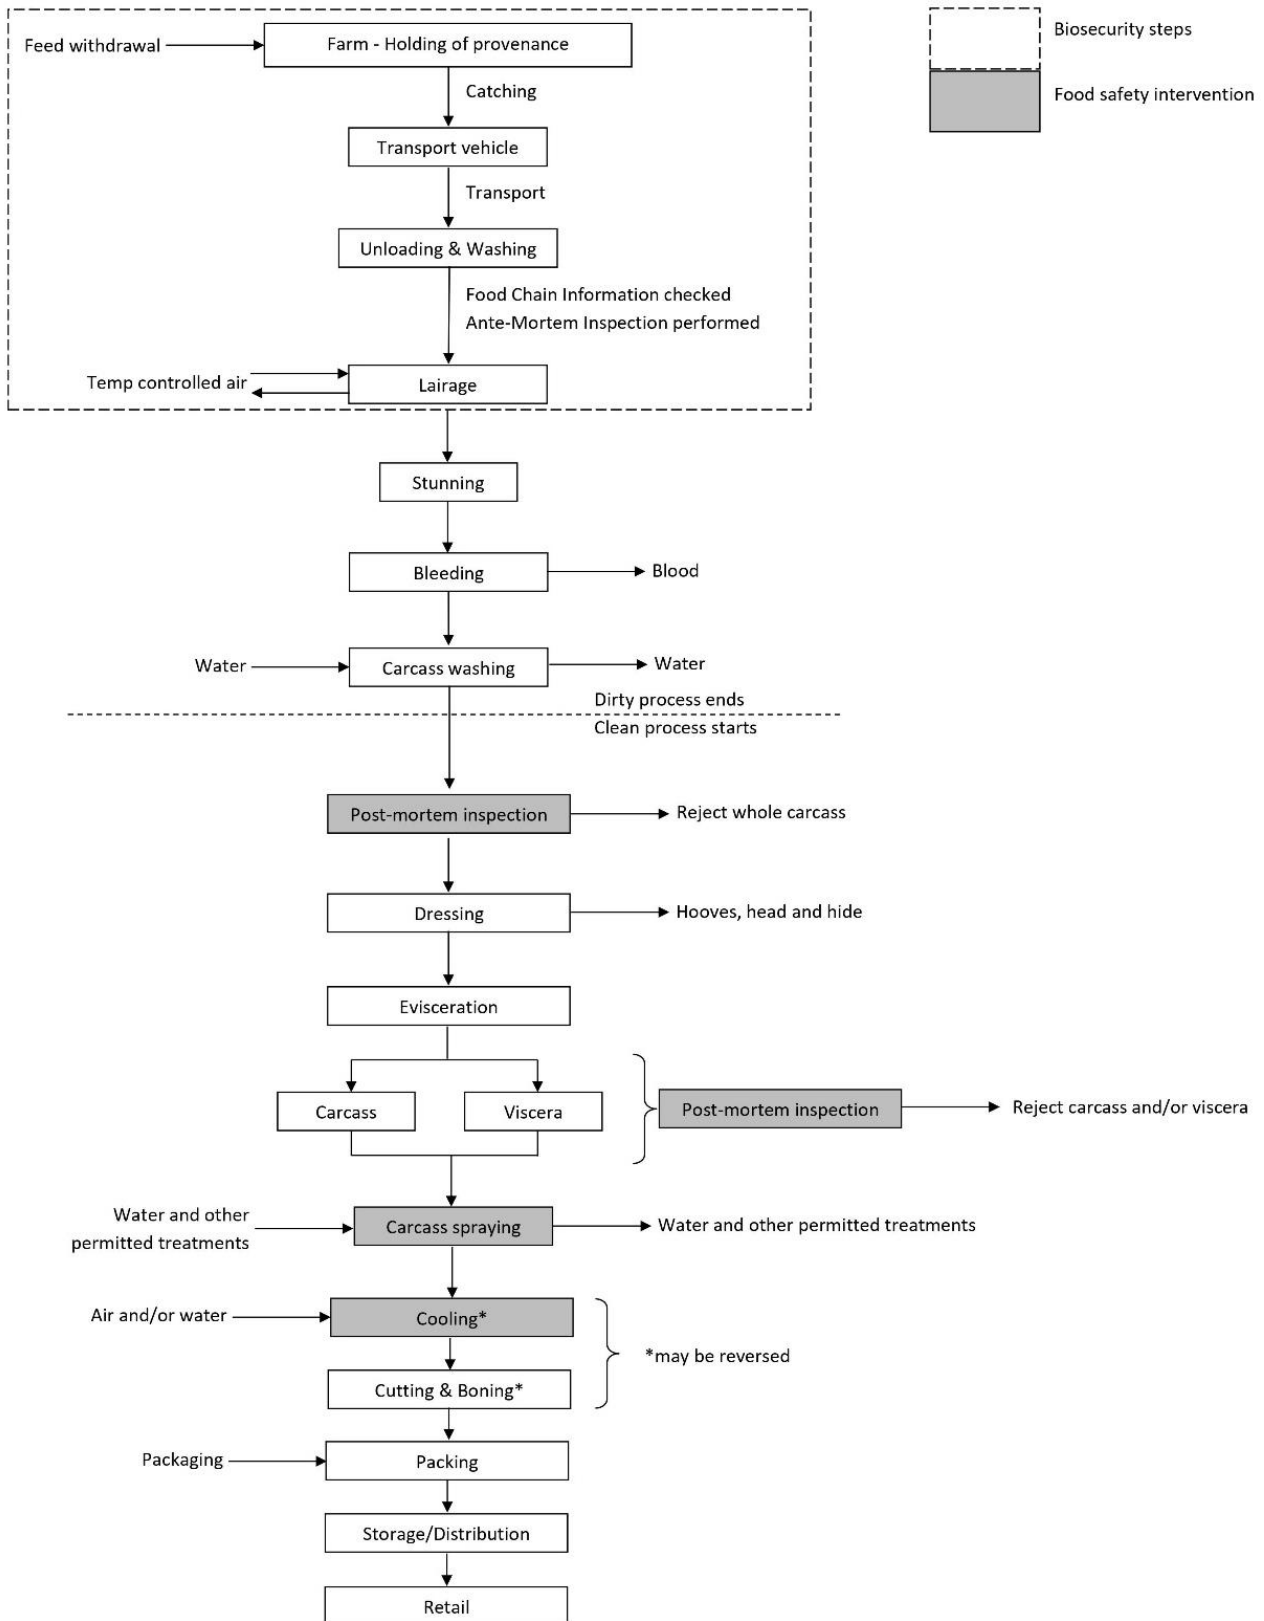 Biosecurity steps
Food safety intervention
Feed withdrawal
Farm - Holding of provenance
Catching
Transport vehicle
Transport
Unloading & Washing
Food Chain Information checked
Ante-Mortem Inspection performed
Temp controlled air
Lairage
Stunning
Bleeding
Blood
Water
Carcass washing
Water
Dirty process ends
Clean process starts
Post-mortem inspection
Reject whole carcass
Dressing
Hooves, head and hide
Evisceration
Carcass
Viscera
Post-mortem inspection
Reject carcass and/or viscera
Water and other
permitted treatments
Carcass spraying
Water and other permitted treatments
Air and/or water
Cooling*
*may be reversed
Cutting & Boning*
Packaging
Packing
Storage/Distribution
Retail